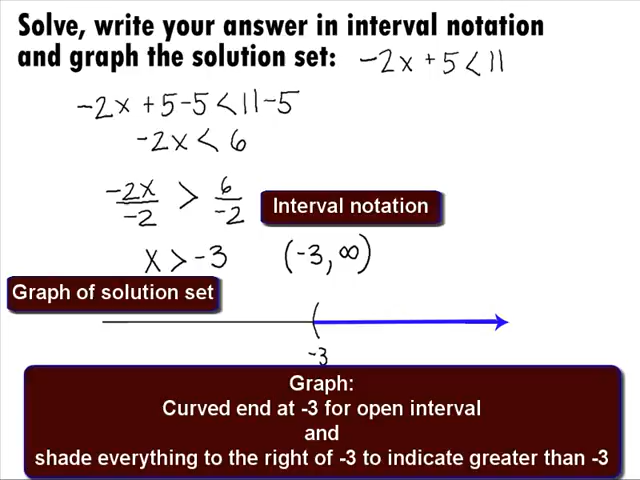 Solve, write your answer in interval notation
and graph the solution set: -2x + 5 < 11
-2x + 5 - 5 < 11 - 5
-2x < 6
-2x/-2 > 6/-2
Interval notation
x > -3 (-3, ∞)
Graph of solution set
(
-3
Graph:
Curved end at -3 for open interval
and
shade everything to the right of -3 to indicate greater than -3